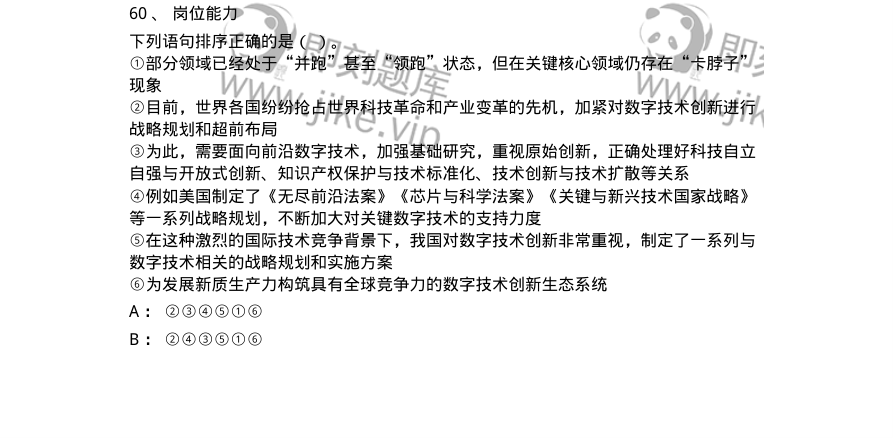 60 、 岗位能力
下列语句排序正确的是（ ）。
①部分领域已经处于“并跑”甚至“领跑”状态，但在关键核心领域仍存在“卡脖子”
现象
②目前，世界各国纷纷抢占世界科技革命和产业变革的先机，加紧对数字技术创新进行
战略规划和超前布局
③为此，需要面向前沿数字技术，加强基础研究，重视原始创新，正确处理好科技自立
自强与开放式创新、知识产权保护与技术标准化、技术创新与技术扩散等关系
④例如美国制定了《无尽前沿法案》《芯片与科学法案》《关键与新兴技术国家战略》
等一系列战略规划，不断加大对关键数字技术的支持力度
⑤在这种激烈的国际技术竞争背景下，我国对数字技术创新非常重视，制定了一系列与
数字技术相关的战略规划和实施方案
⑥为发展新质生产力构筑具有全球竞争力的数字技术创新生态系统
A： ②③④⑤①⑥
B： ②④③⑤①⑥
即刻题库
www.jike.vip
即刻
www.jike